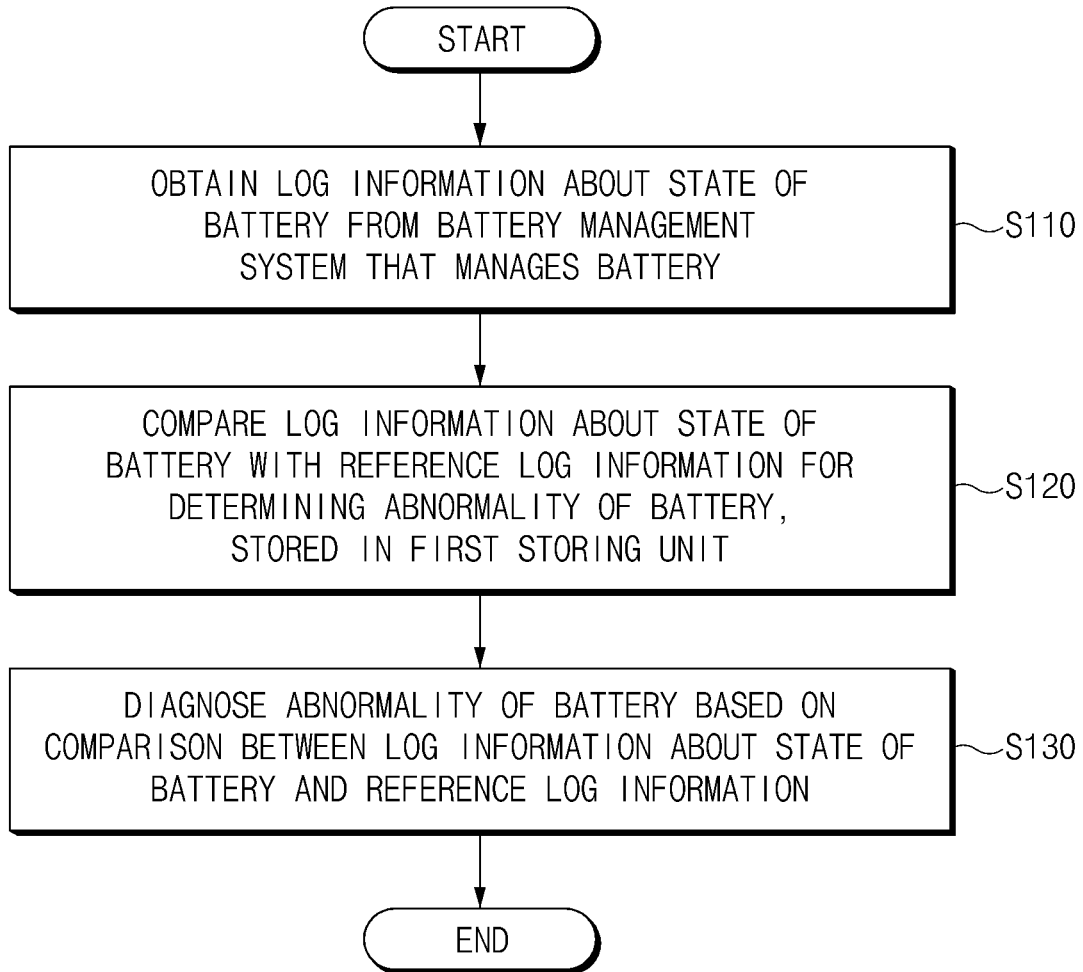 START
OBTAIN LOG INFORMATION ABOUT STATE OF
BATTERY FROM BATTERY MANAGEMENT
SYSTEM THAT MANAGES BATTERY
S110
COMPARE LOG INFORMATION ABOUT STATE OF
BATTERY WITH REFERENCE LOG INFORMATION FOR
DETERMINING ABNORMALITY OF BATTERY,
STORED IN FIRST STORING UNIT
S120
DIAGNOSE ABNORMALITY OF BATTERY BASED ON
COMPARISON BETWEEN LOG INFORMATION ABOUT STATE OF
BATTERY AND REFERENCE LOG INFORMATION
S130
END